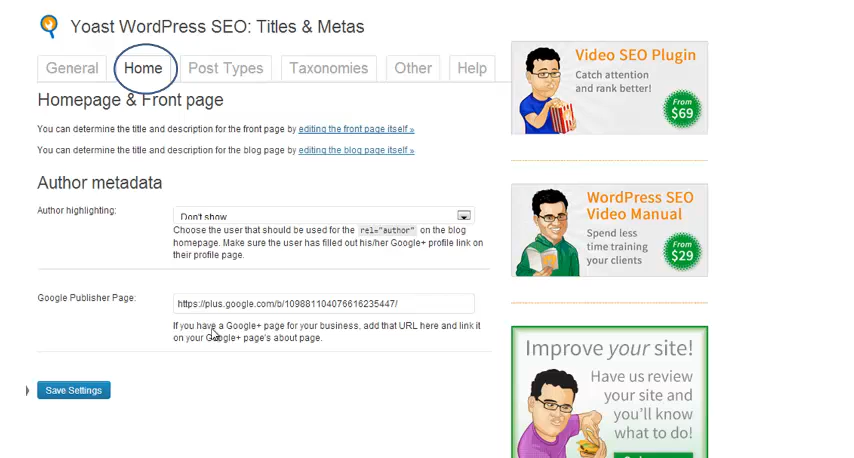 Yoast WordPress SEO: Titles & Metas
General Home Post Types Taxonomies Other Help
Homepage & Front page
You can determine the title and description for the front page by editing the front page itself »
You can determine the title and description for the blog page by editing the blog page itself »
Author metadata
Author highlighting:
Don't show
Choose the user that should be used for the rel="author" on the blog
homepage. Make sure the user has filled out his/her Google+ profile link on
their profile page.
Google Publisher Page:
https://plus.google.com/b/109881104076616235447/
If you have a Google+ page for your business, add that URL here and link it
on your Google+ page's about page.
Save Settings
Video SEO Plugin
Catch attention
and rank better!
From
$69
WordPress SEO
Video Manual
Spend less
time training
your clients
From
$29
Improve your site!
Have us review
your site and
you'll know
what to do!